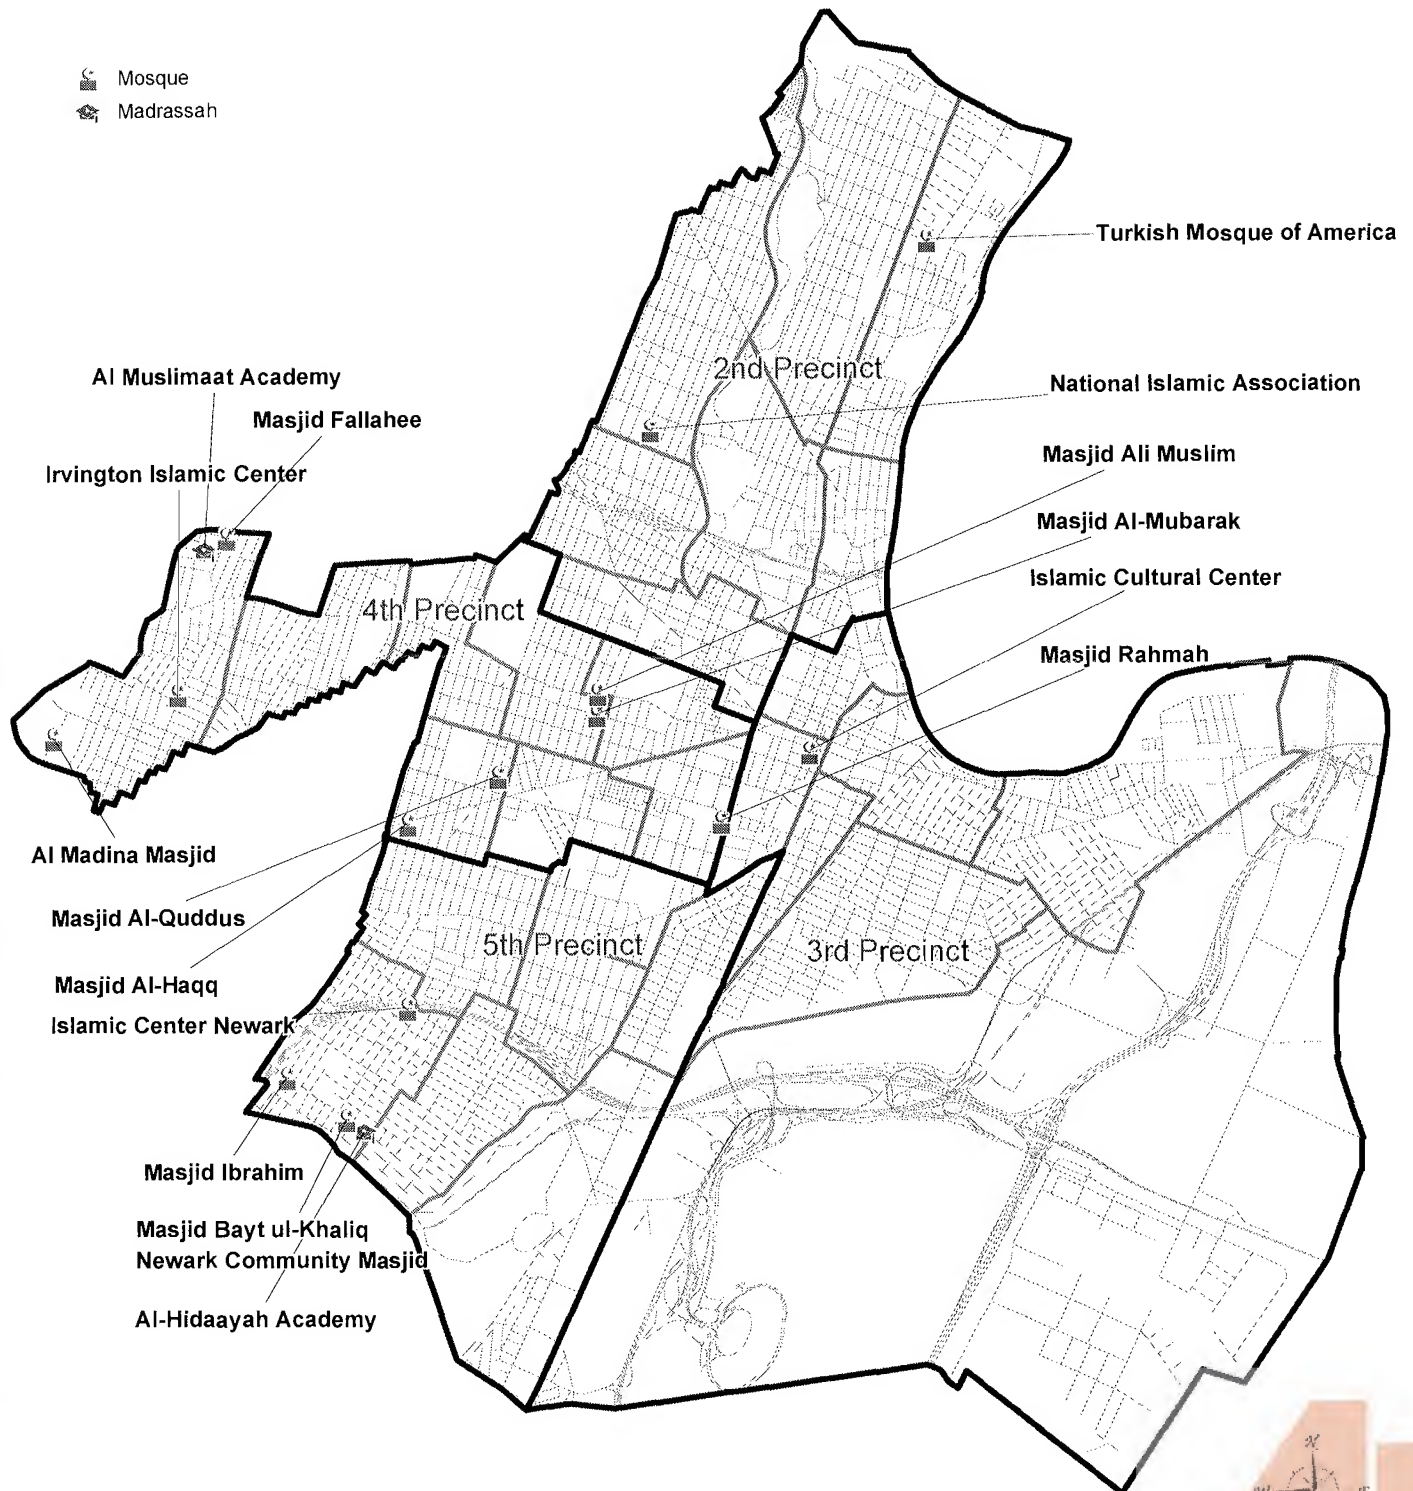 Mosque
Madrassah
Turkish Mosque of America
2nd Precinct
Al Muslimaat Academy
National Islamic Association
Masjid Fallahee
Masjid Ali Muslim
Irvington Islamic Center
Masjid Al-Mubarak
Islamic Cultural Center
4th Precinct
Masjid Rahmah
Al Madina Masjid
Masjid Al-Quddus
5th Precinct
3rd Precinct
Masjid Al-Haqq
Islamic Center Newark
Masjid Ibrahim
Masjid Bayt ul-Khaliq
Newark Community Masjid
Al-Hidaayah Academy
N